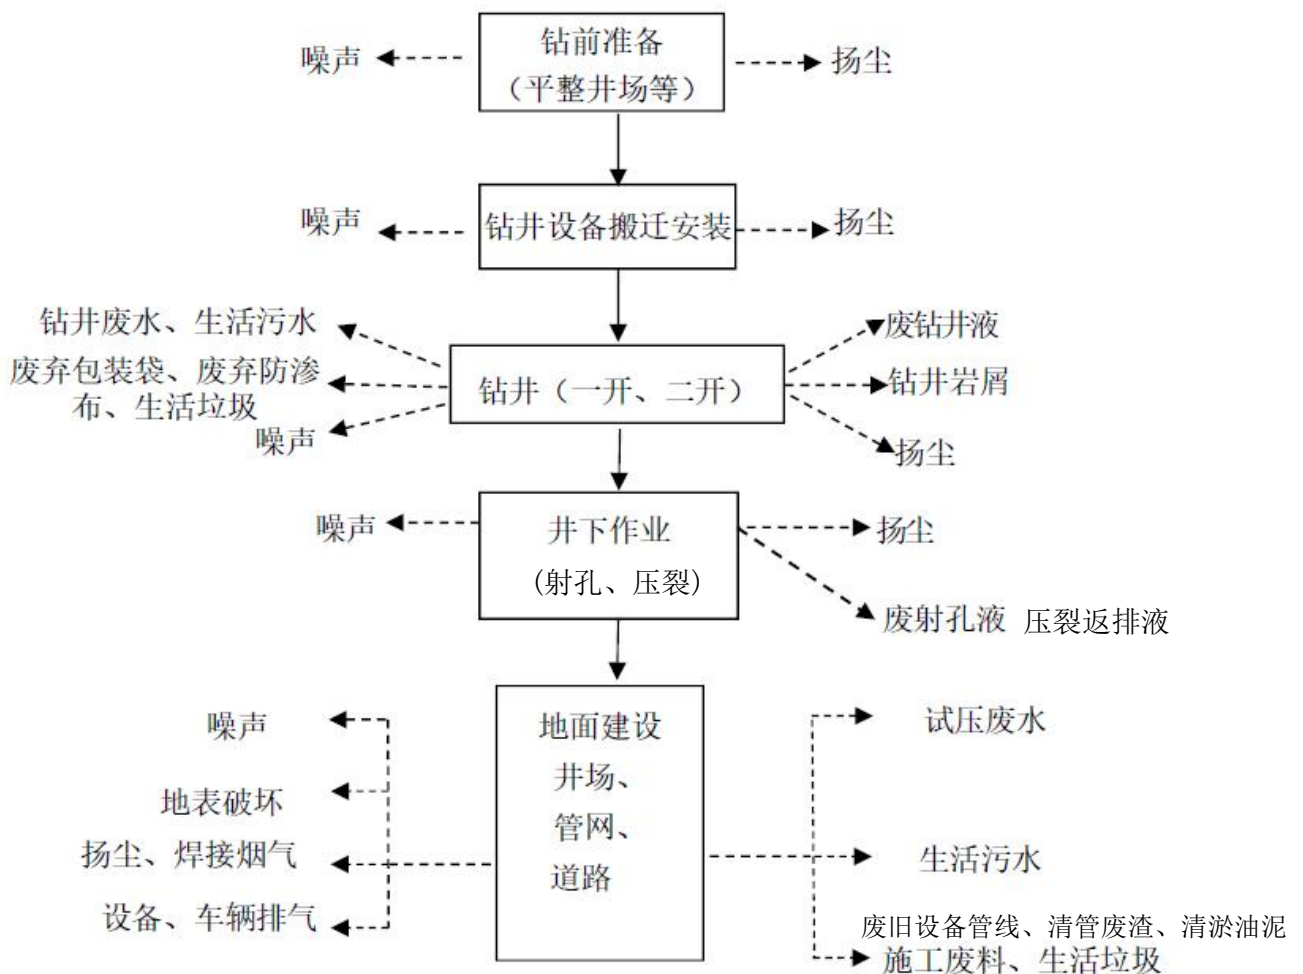 钻前准备
（平整井场等）
噪声
扬尘
噪声
钻井设备搬迁安装
扬尘
钻井废水、生活污水
废弃包装袋、废弃防渗
布、生活垃圾
噪声
钻井（一开、二开）
废钻井液
钻井岩屑
扬尘
噪声
井下作业
(射孔、压裂)
扬尘
废射孔液 压裂返排液
噪声
地表破坏
扬尘、焊接烟气
设备、车辆排气
地面建设
井场、
管网、
道路
试压废水
生活污水
废旧设备管线、清管废渣、清淤油泥
施工废料、生活垃圾